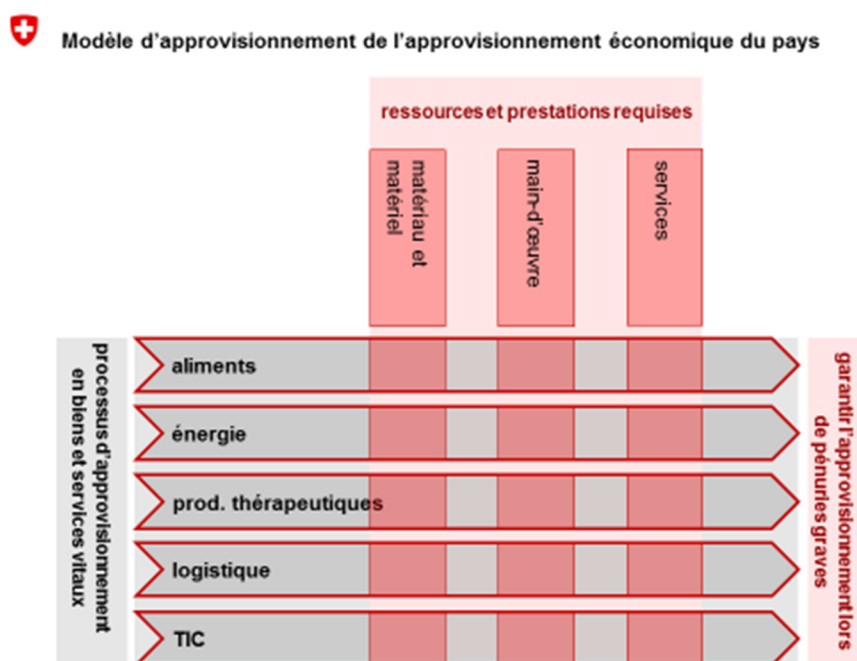 Modèle d'approvisionnement de l'approvisionnement économique du pays
ressources et prestations requises
matériau et
matériel
main-d'œuvre
services
processus d'approvisionnement
en biens et services vitaux
aliments
énergie
prod. thérapeutiques
logistique
TIC
garantir l'approvisionnement lors
de pénuries graves